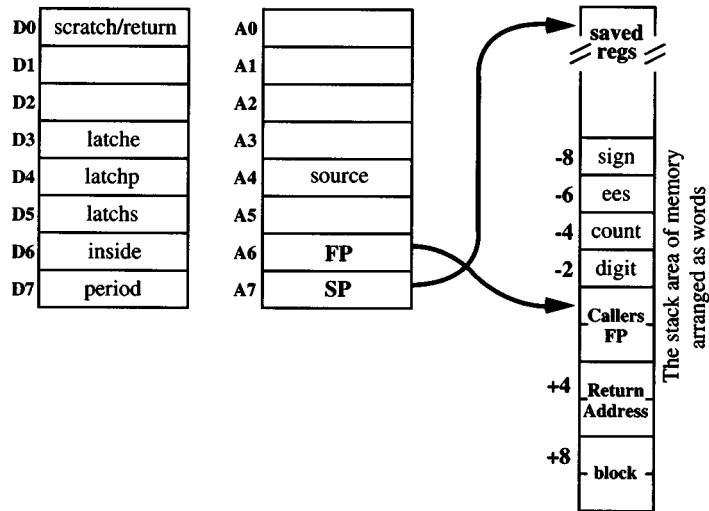 D0 scratch/return
D1
D2
D3 latche
D4 latchp
D5 latchs
D6 inside
D7 period
A0
A1
A2
A3
A4 source
A5
A6 FP
A7 SP
saved
regs
-8 sign
-6 ees
-4 count
-2 digit
Callers
FP
+4 Return
Address
+8 block
The stack area of memory
arranged as words